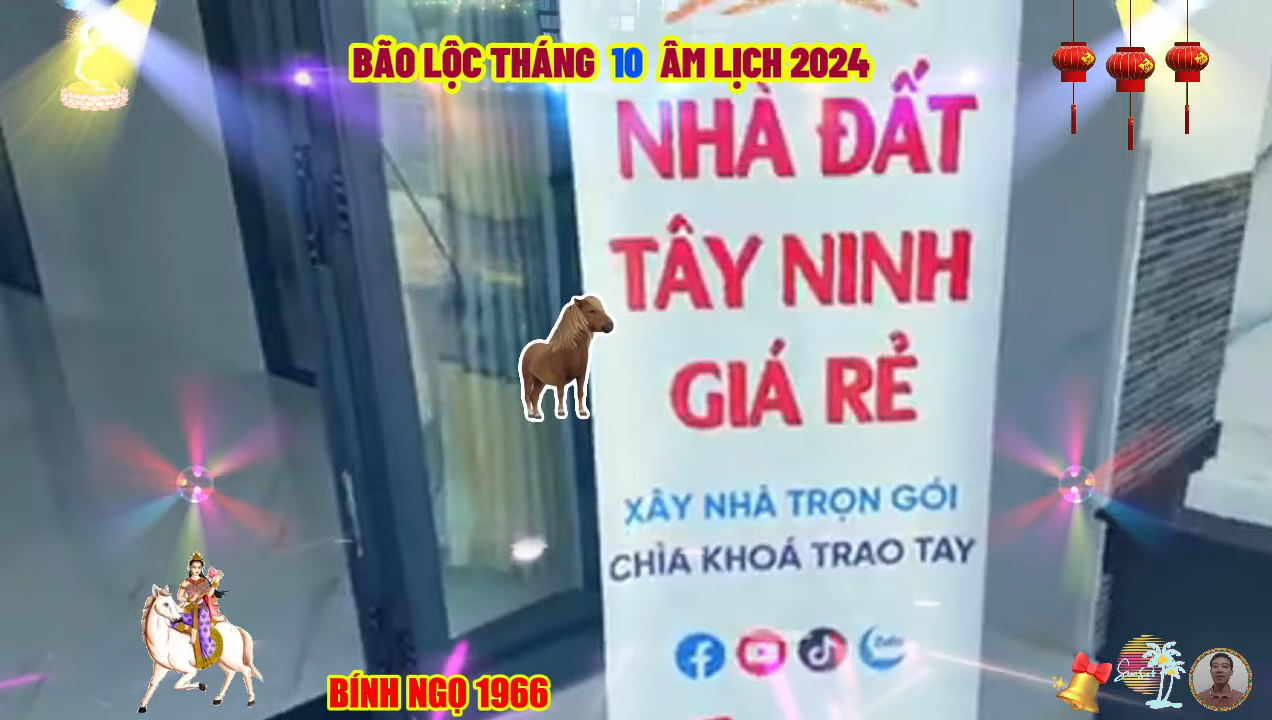 BÃO LỘC THÁNG 10 ÂM LỊCH 2024
NHÀ ĐẤT
TÂY NINH
GIÁ RẺ
XÂY NHÀ TRỌN GÓI
CHÌA KHOÁ TRAO TAY
Zalo
BÍNH NGỌ 1966